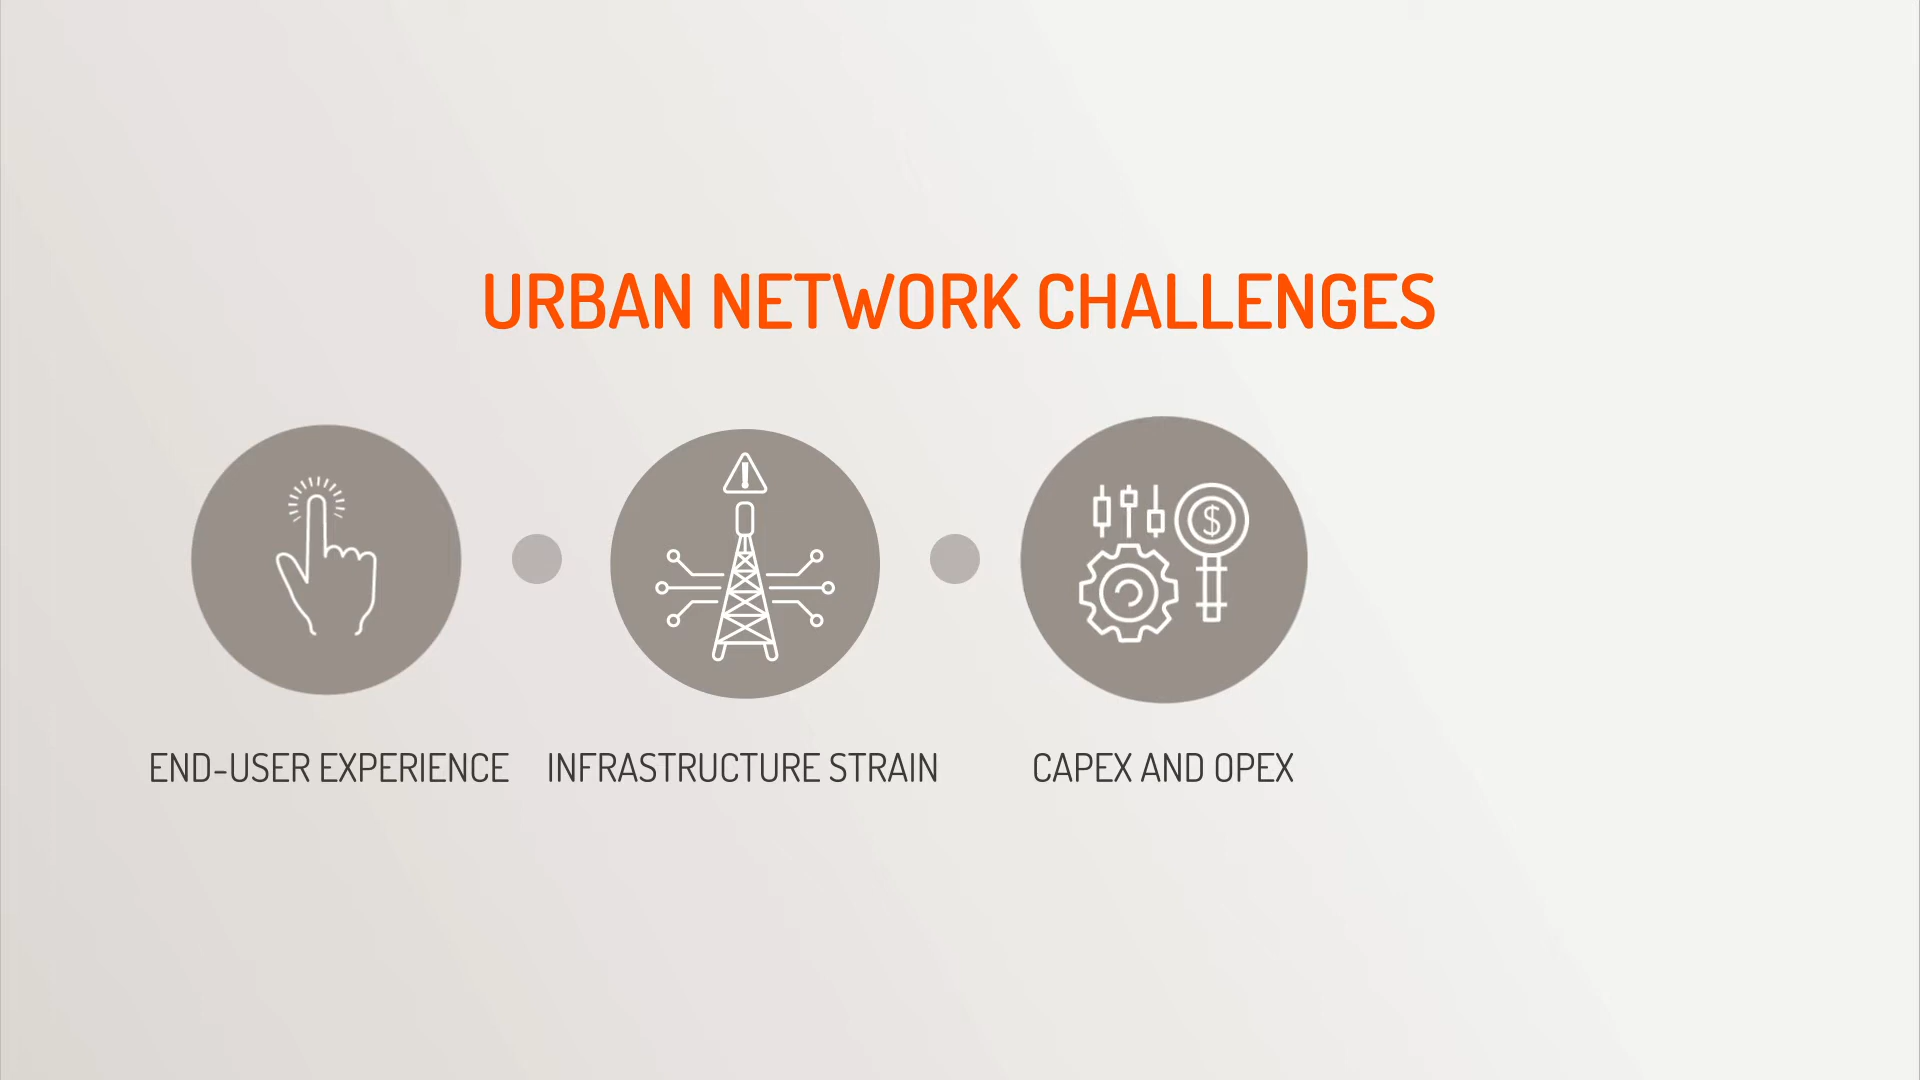 URBAN NETWORK CHALLENGES
$
END-USER EXPERIENCE
INFRASTRUCTURE STRAIN
CAPEX AND OPEX